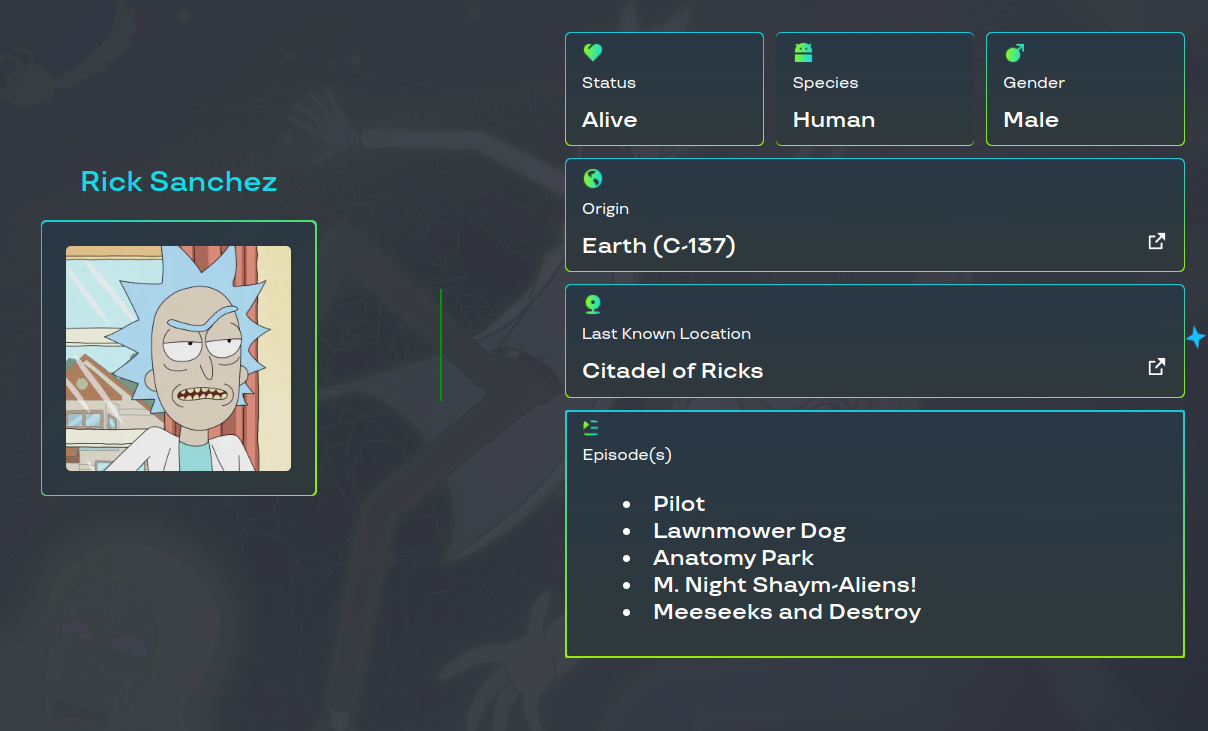 Rick Sanchez
Status
Alive
Species
Human
Gender
Male
Origin
Earth (C-137)
Last Known Location
Citadel of Ricks
Episode(s)
Pilot
Lawnmower Dog
Anatomy Park
M. Night Shaym-Aliens!
Meeseeks and Destroy